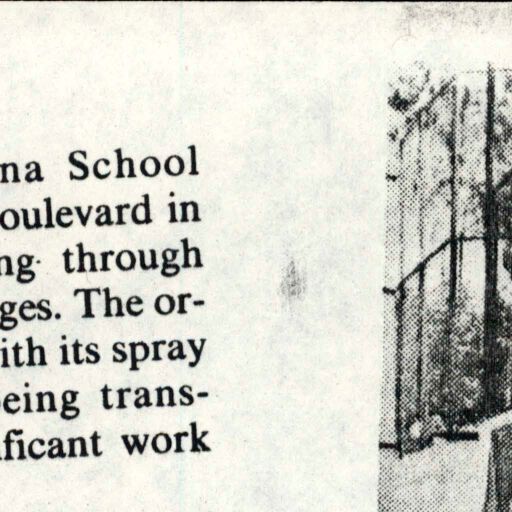 na School
oulevard in
ng through
ges. The or-
ith its spray
eing trans-
ficant work